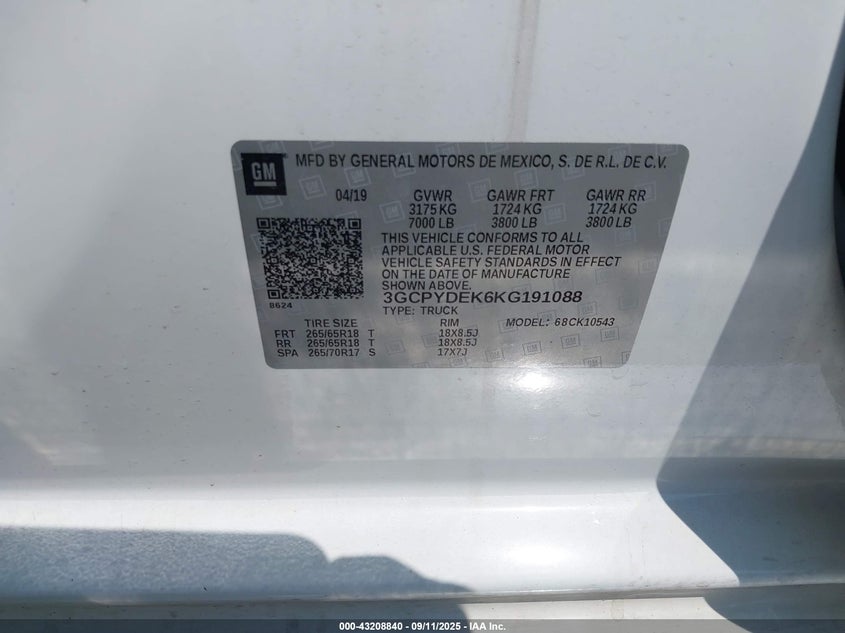 GM
MFD BY GENERAL MOTORS DE MEXICO, S. DE R.L. DE C.V.
04/19 GVWR GAWR FRT GAWR RR
3175 KG 1724 KG 1724 KG
7000 LB 3800 LB 3800 LB
THIS VEHICLE CONFORMS TO ALL
APPLICABLE U.S. FEDERAL MOTOR
VEHICLE SAFETY STANDARDS IN EFFECT
ON THE DATE OF MANUFACTURE
SHOWN ABOVE.
8624
3GCPYDEK6KG191088
TYPE: TRUCK
TIRE SIZE RIM MODEL: 68CK10543
FRT 265/65R18 T 18X8.5J
RR 265/65R18 T 18X8.5J
SPA 265/70R17 S 17X7J
000-43208840 - 09/11/2025 - IAA Inc.